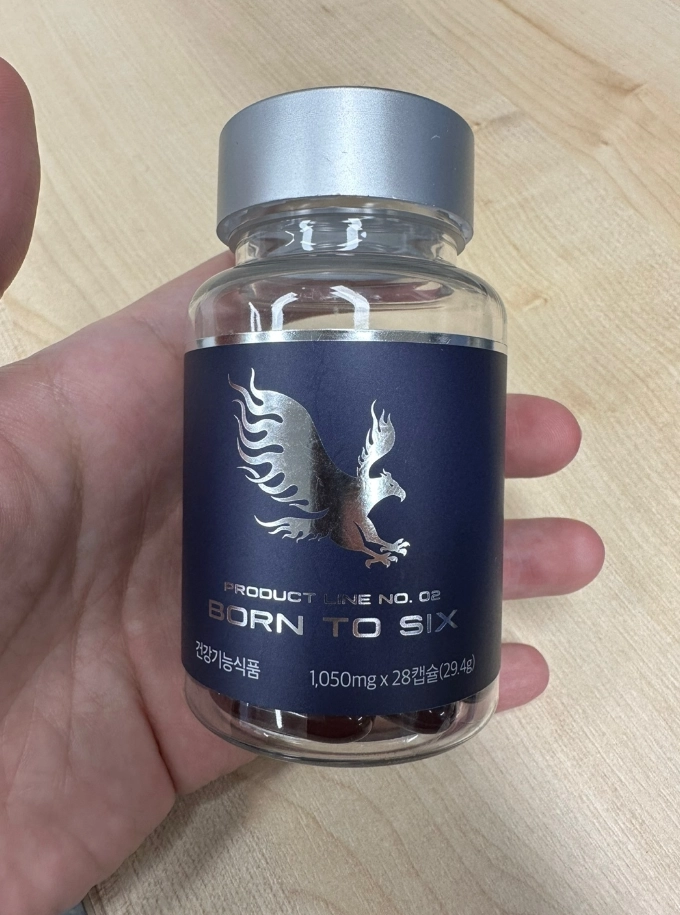 PRODUCT LINE NO. 02
BORN TO SIX
건강기능식품 1,050mg x 28캡슐(29.4g)